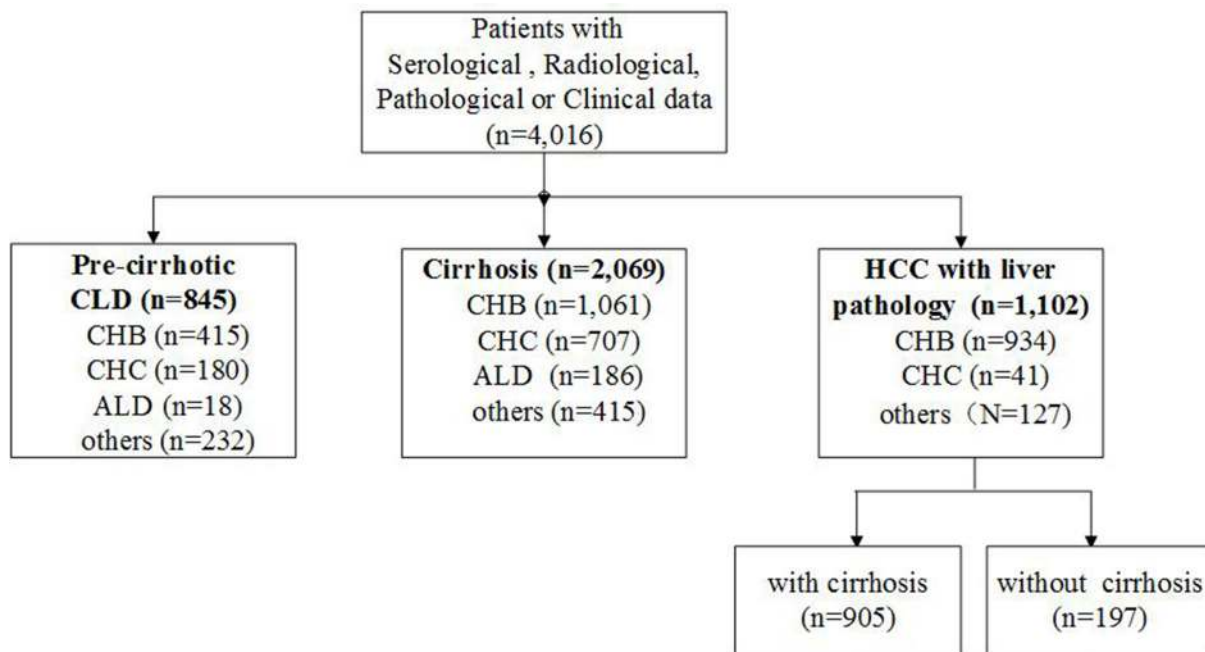 Patients with
Serological , Radiological,
Pathological or Clinical data
(n=4,016)
Pre-cirrhotic
CLD (n=845)
CHB (n=415)
CHC (n=180)
ALD (n=18)
others (n=232)
Cirrhosis (n=2,069)
CHB (n=1,061)
CHC (n=707)
ALD (n=186)
others (n=415)
HCC with liver
pathology (n=1,102)
CHB (n=934)
CHC (n=41)
others（N=127)
with cirrhosis
(n=905)
without cirrhosis
(n=197)